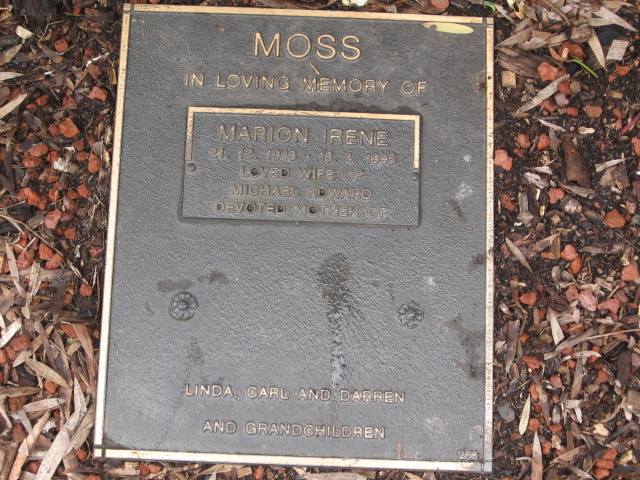 MOSS
IN LOVING MEMORY OF
MARION IRENE
LOVED WIFE OF
MICHAEL EDWARD
DEVOTED MOTHER OF
LINDA, CARL AND DARREN
AND GRANDCHILDREN